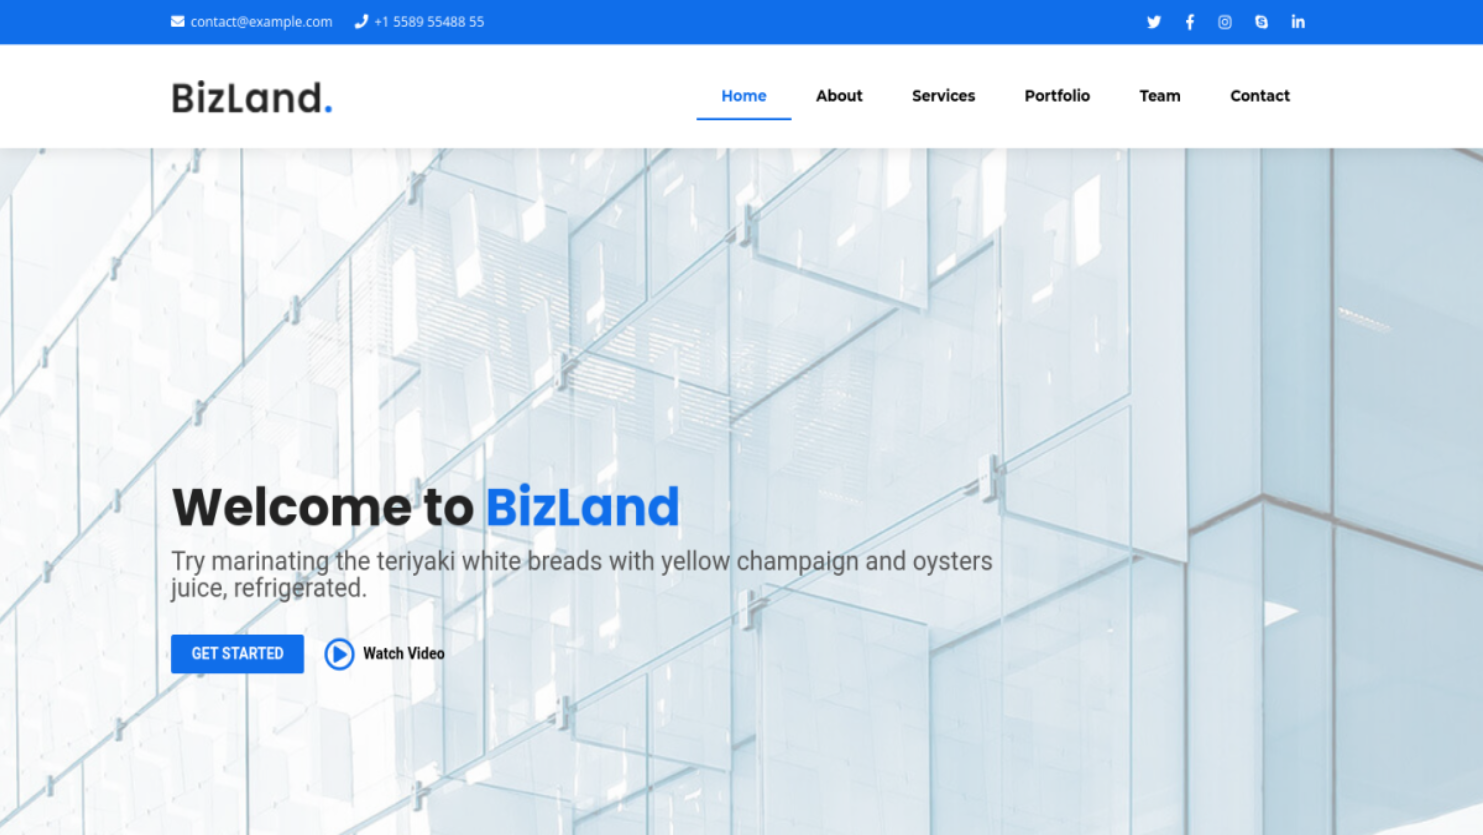 contact@example.com +1 5589 55488 55
BizLand.
Home About Services Portfolio Team Contact
Welcome to BizLand
Try marinating the teriyaki white breads with yellow champaign and oysters
juice, refrigerated.
GET STARTED Watch Video